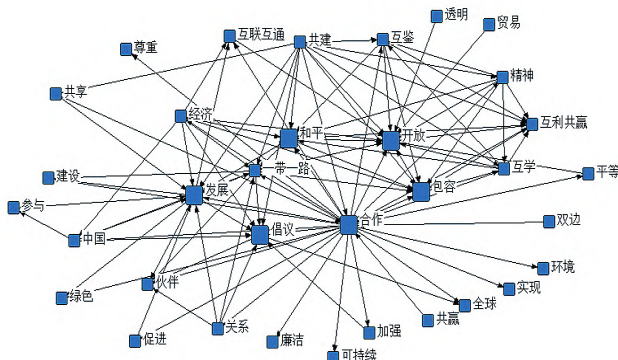 透明
贸易
互联互通
共建
互鉴
尊重
精神
共享
经济
和平
开放
互利共赢
一带一路
互学
平等
建设
发展
包容
参与
中国
倡议
合作
双边
伙伴
环境
绿色
全球
实现
促进
关系
廉洁
加强
共赢
可持续